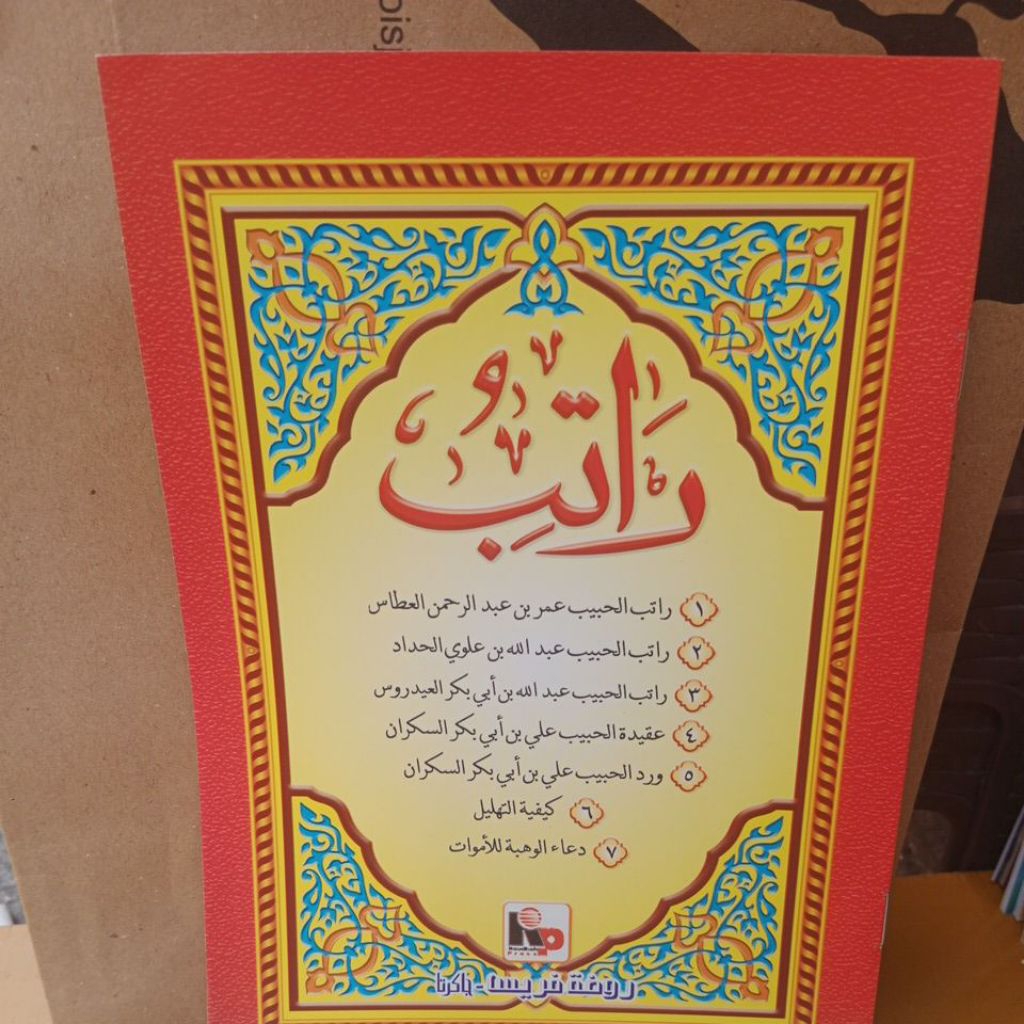 راتب
١ راتب الحبيب عمر بن عبد الرحمن العطاس
٢ راتب الحبيب عبد الله بن علوي الحداد
٣ راتب الحبيب عبد الله بن أبي بكر العيدروس
٤ عقيدة الحبيب علي بن أبي بكر السكران
٥ ورد الحبيب علي بن أبي بكر السكران
٦ كيفية التهليل
٧ دعاء الوهبة للأموات
Press
روضة فريس - جاكرتا